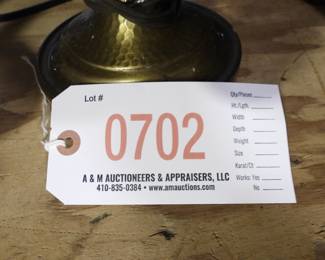 Lot #
0702
A & M AUCTIONEERS & APPRAISERS, LLC
410-835-0384 • www.amauctions.com
Qty/Pieces
Ht./Lgth.
Width
Depth
Weight
Size
Karat/Ct
Works: Yes
No